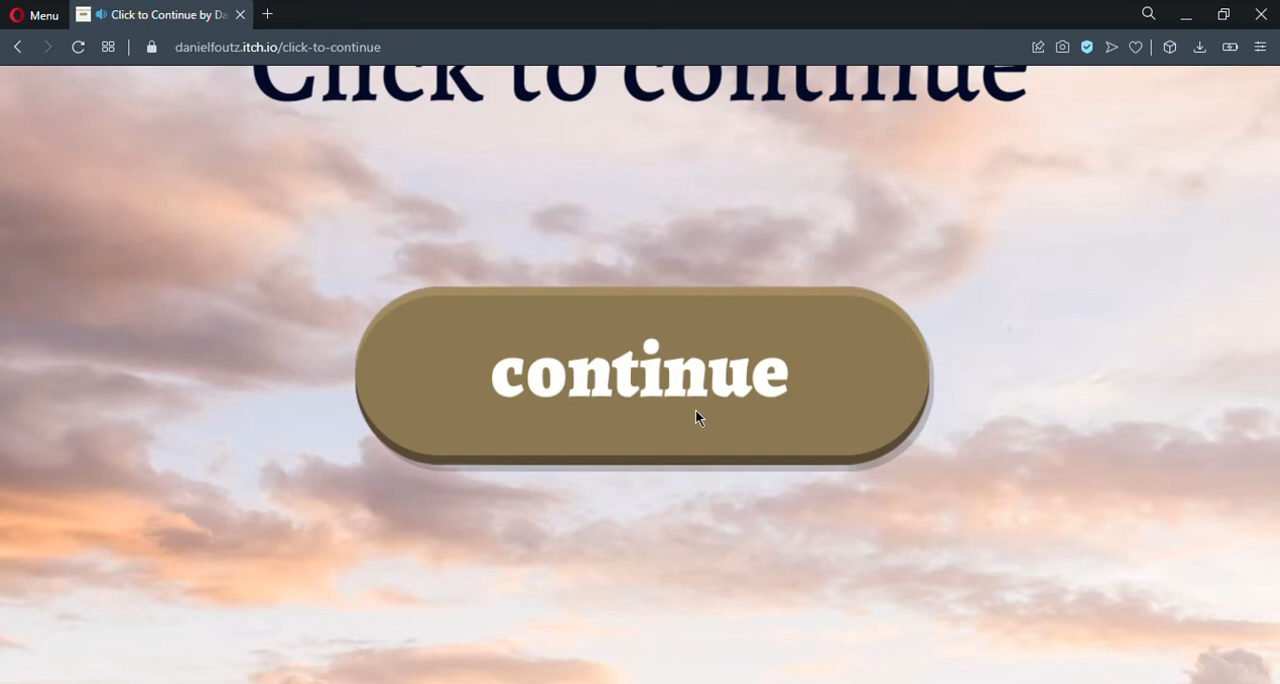 Menu
Click to Continue by Da
danielfoutz.itch.io/click-to-continue
Click to continue
continue